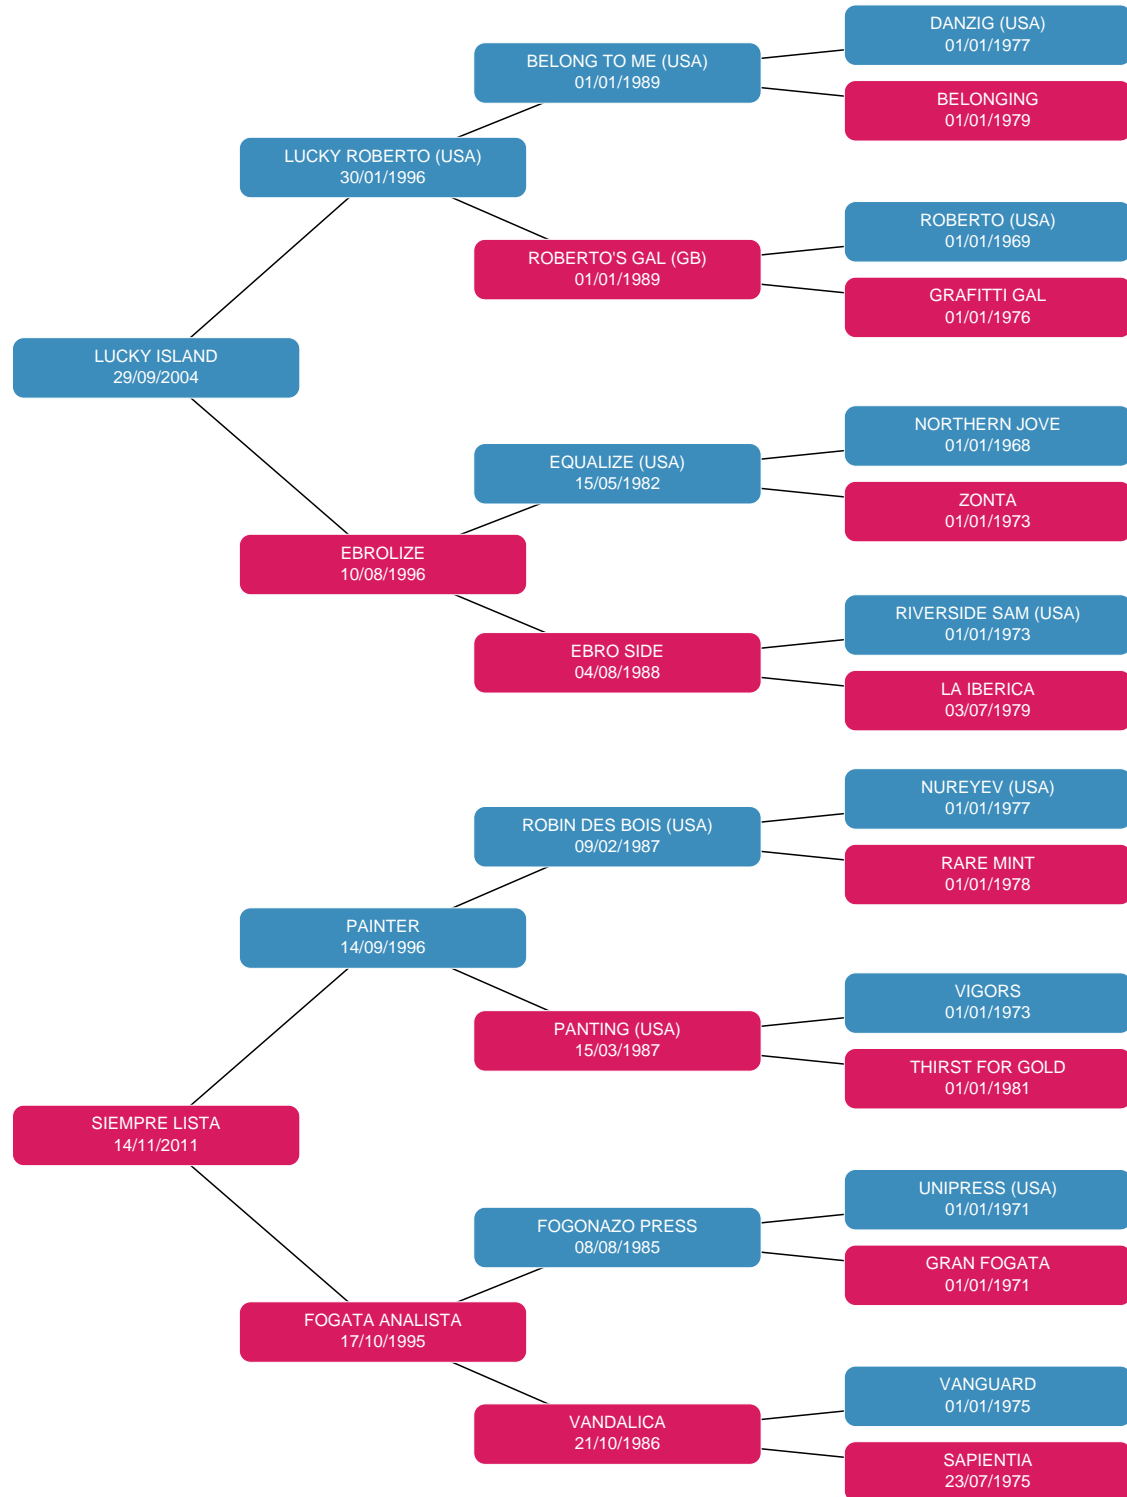 DANZIG (USA)
01/01/1977
BELONG TO ME (USA)
01/01/1989
BELONGING
01/01/1979
LUCKY ROBERTO (USA)
30/01/1996
ROBERTO (USA)
01/01/1969
ROBERTO'S GAL (GB)
01/01/1989
GRAFITTI GAL
01/01/1976
LUCKY ISLAND
29/09/2004
NORTHERN JOVE
01/01/1968
EQUALIZE (USA)
15/05/1982
ZONTA
01/01/1973
EBROLIZE
10/08/1996
RIVERSIDE SAM (USA)
01/01/1973
EBRO SIDE
04/08/1988
LA IBERICA
03/07/1979
NUREYEV (USA)
01/01/1977
ROBIN DES BOIS (USA)
09/02/1987
RARE MINT
01/01/1978
PAINTER
14/09/1996
VIGORS
01/01/1973
PANTING (USA)
15/03/1987
THIRST FOR GOLD
01/01/1981
SIEMPRE LISTA
14/11/2011
UNIPRESS (USA)
01/01/1971
FOGONAZO PRESS
08/08/1985
GRAN FOGATA
01/01/1971
FOGATA ANALISTA
17/10/1995
VANGUARD
01/01/1975
VANDALICA
21/10/1986
SAPIENTIA
23/07/1975